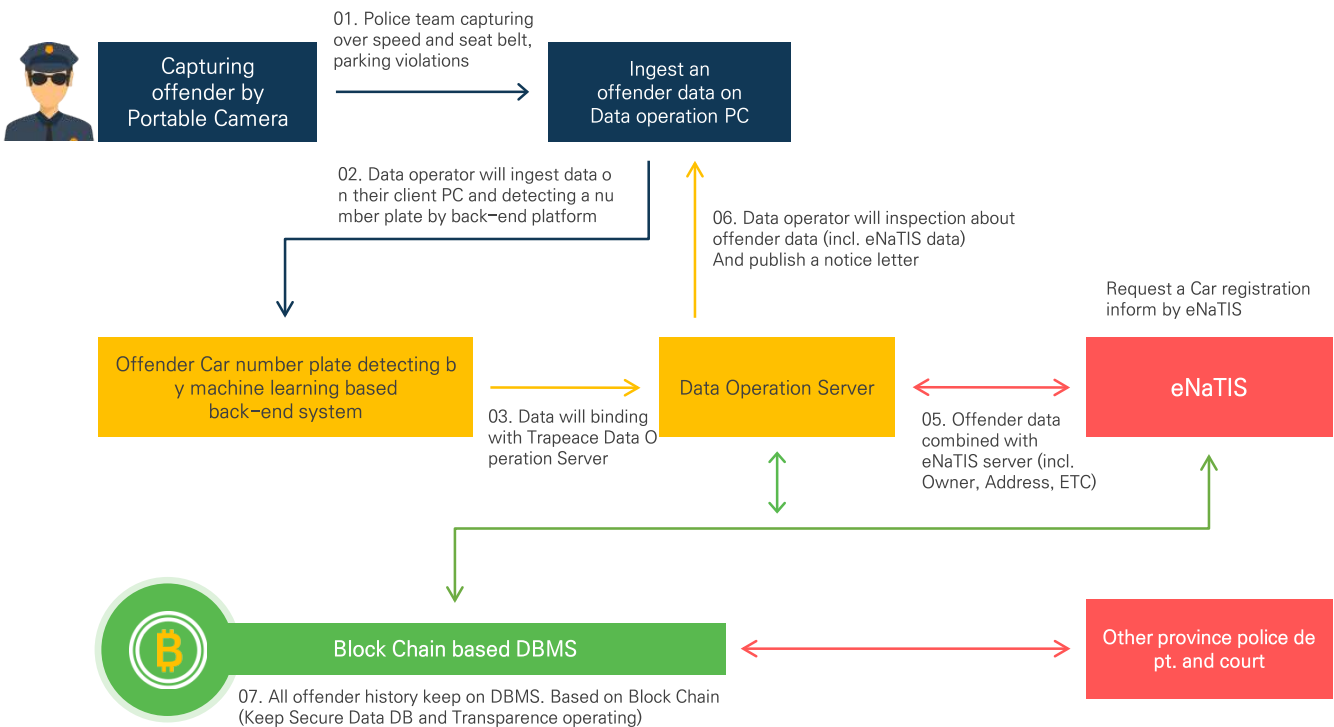 01. Police team capturing
over speed and seat belt,
parking violations
Capturing
offender by
Portable Camera
Ingest an
offender data on
Data operation PC
02. Data operator will ingest data o
n their client PC and detecting a nu
mber plate by back-end platform
06. Data operator will inspection about
offender data (incl. eNaTIS data)
And publish a notice letter
Request a Car registration
inform by eNaTIS
Offender Car number plate detecting b
y machine learning based
back-end system
03. Data will binding
with Trapeace Data O
peration Server
Data Operation Server
05. Offender data
combined with
eNaTIS server (incl.
Owner, Address, ETC)
eNaTIS
Block Chain based DBMS
07. All offender history keep on DBMS. Based on Block Chain
(Keep Secure Data DB and Transparence operating)
Other province police de
pt. and court